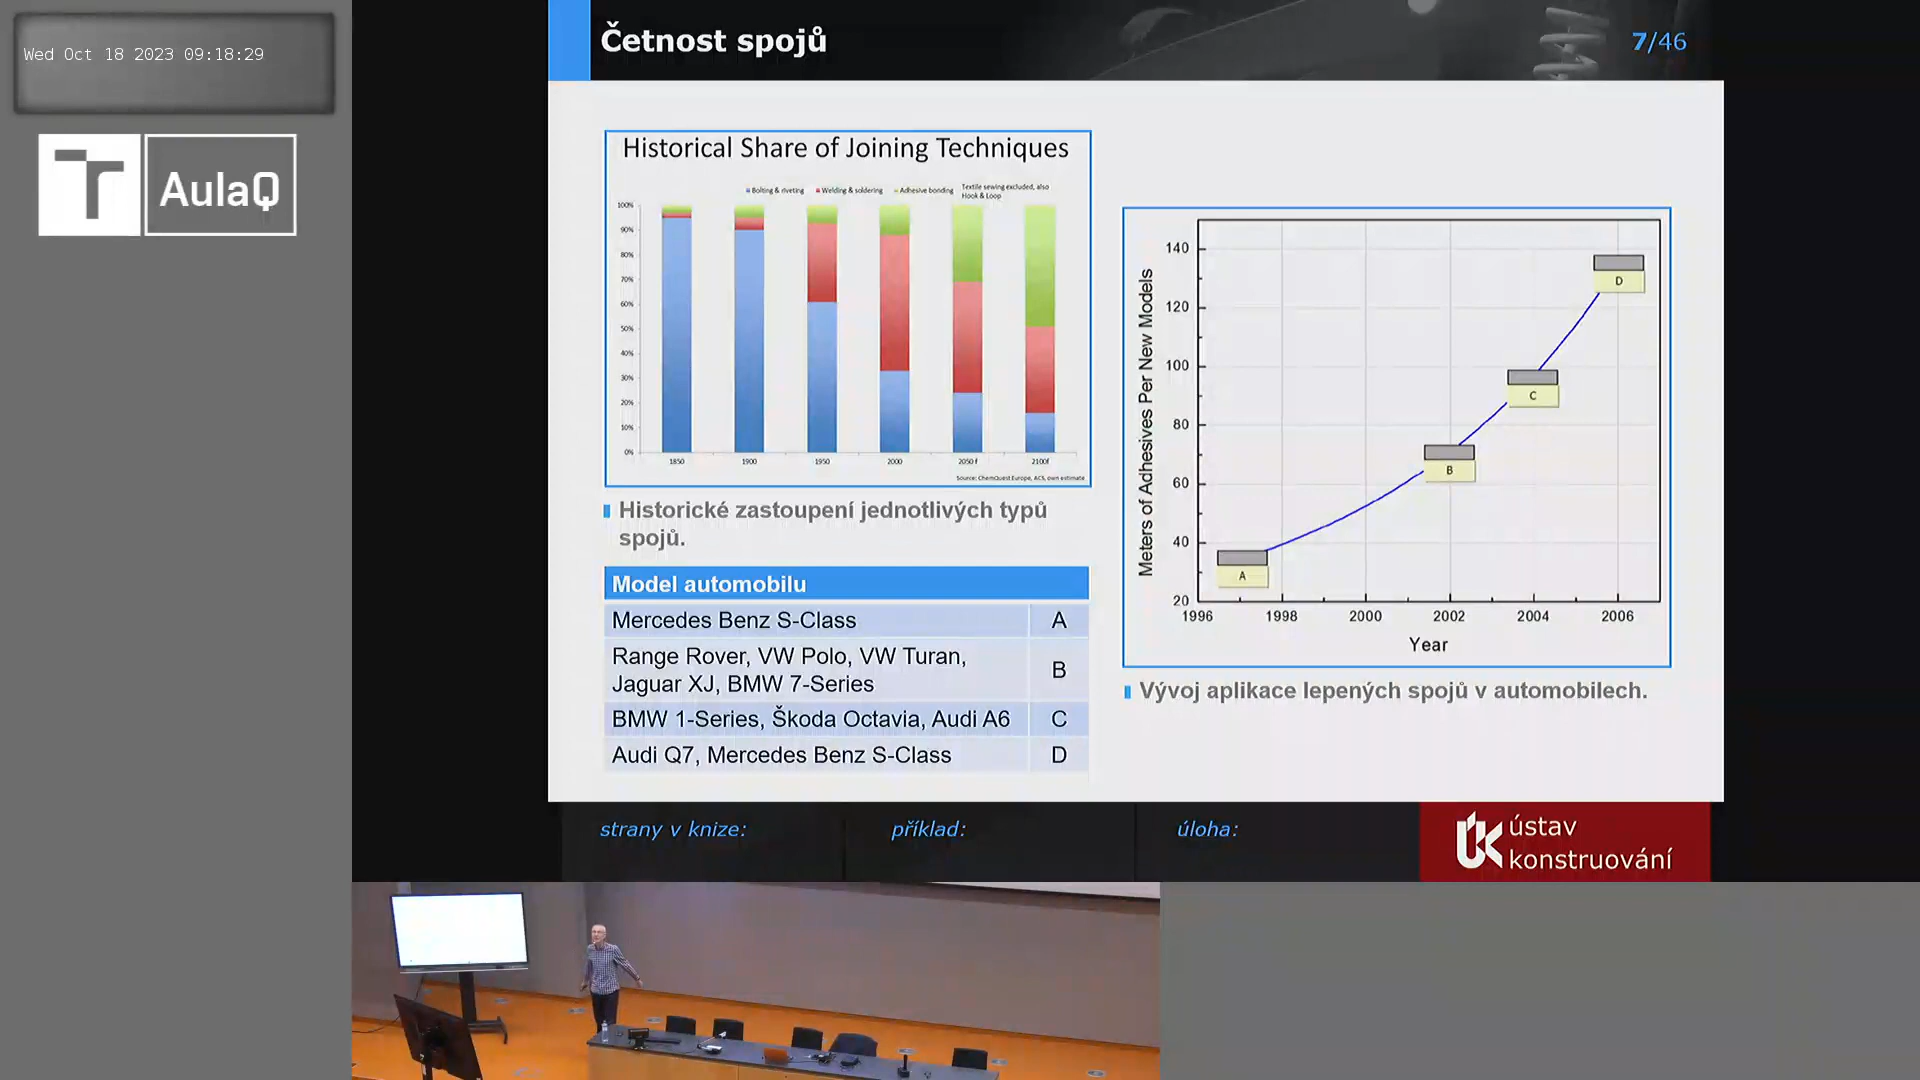 Wed Oct 18 2023 09:18:29
AulaQ
Četnost spojů
7/46
Historical Share of Joining Techniques
Bolting & riveting
Welding & soldering
Adhesive bonding
Textile sewing excluded, also
Hook & Loop
100%
90%
80%
70%
60%
50%
40%
30%
20%
10%
0%
1850
1900
1950
2000
2050 f
2100f
Source: ChemQuest Europe, ACS, own estimate
Historické zastoupení jednotlivých typů
spojů.
Model automobilu
Mercedes Benz S-Class A
Range Rover, VW Polo, VW Turan,
Jaguar XJ, BMW 7-Series B
BMW 1-Series, Škoda Octavia, Audi A6 C
Audi Q7, Mercedes Benz S-Class D
Meters of Adhesives Per New Models
140
120
100
80
60
40
20
A
B
C
D
1996
1998
2000
2002
2004
2006
Year
Vývoj aplikace lepených spojů v automobilech.
strany v knize:
příklad:
úloha:
ústav
konstruování